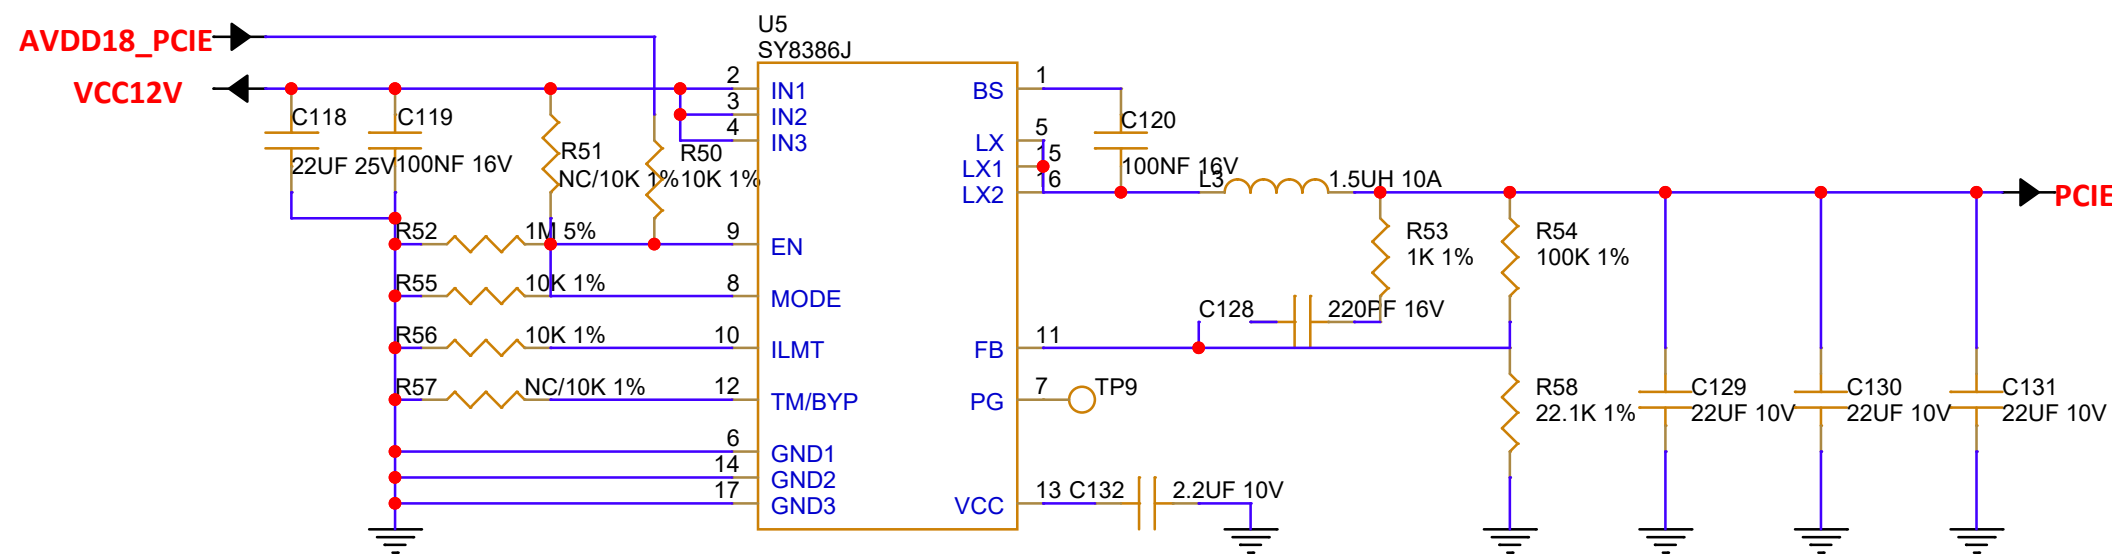 U5
SY8386J
AVDD18_PCIE
VCC12V
2
IN1
3
IN2
4
IN3
1
BS
5
LX
15
LX1
16
LX2
C118
22UF 25V
C119
100NF 16V
R51
NC/10K 1%
R50
10K 1%
C120
100NF 16V
L3
1.5UH 10A
PCIE
R52
1M 5%
9
EN
R55
10K 1%
8
MODE
R56
10K 1%
10
ILMT
R57
NC/10K 1%
12
TM/BYP
6
GND1
14
GND2
17
GND3
R53
1K 1%
R54
100K 1%
C128
220PF 16V
11
FB
7
PG
TP9
R58
22.1K 1%
C129
22UF 10V
C130
22UF 10V
C131
22UF 10V
13
VCC
C132
2.2UF 10V